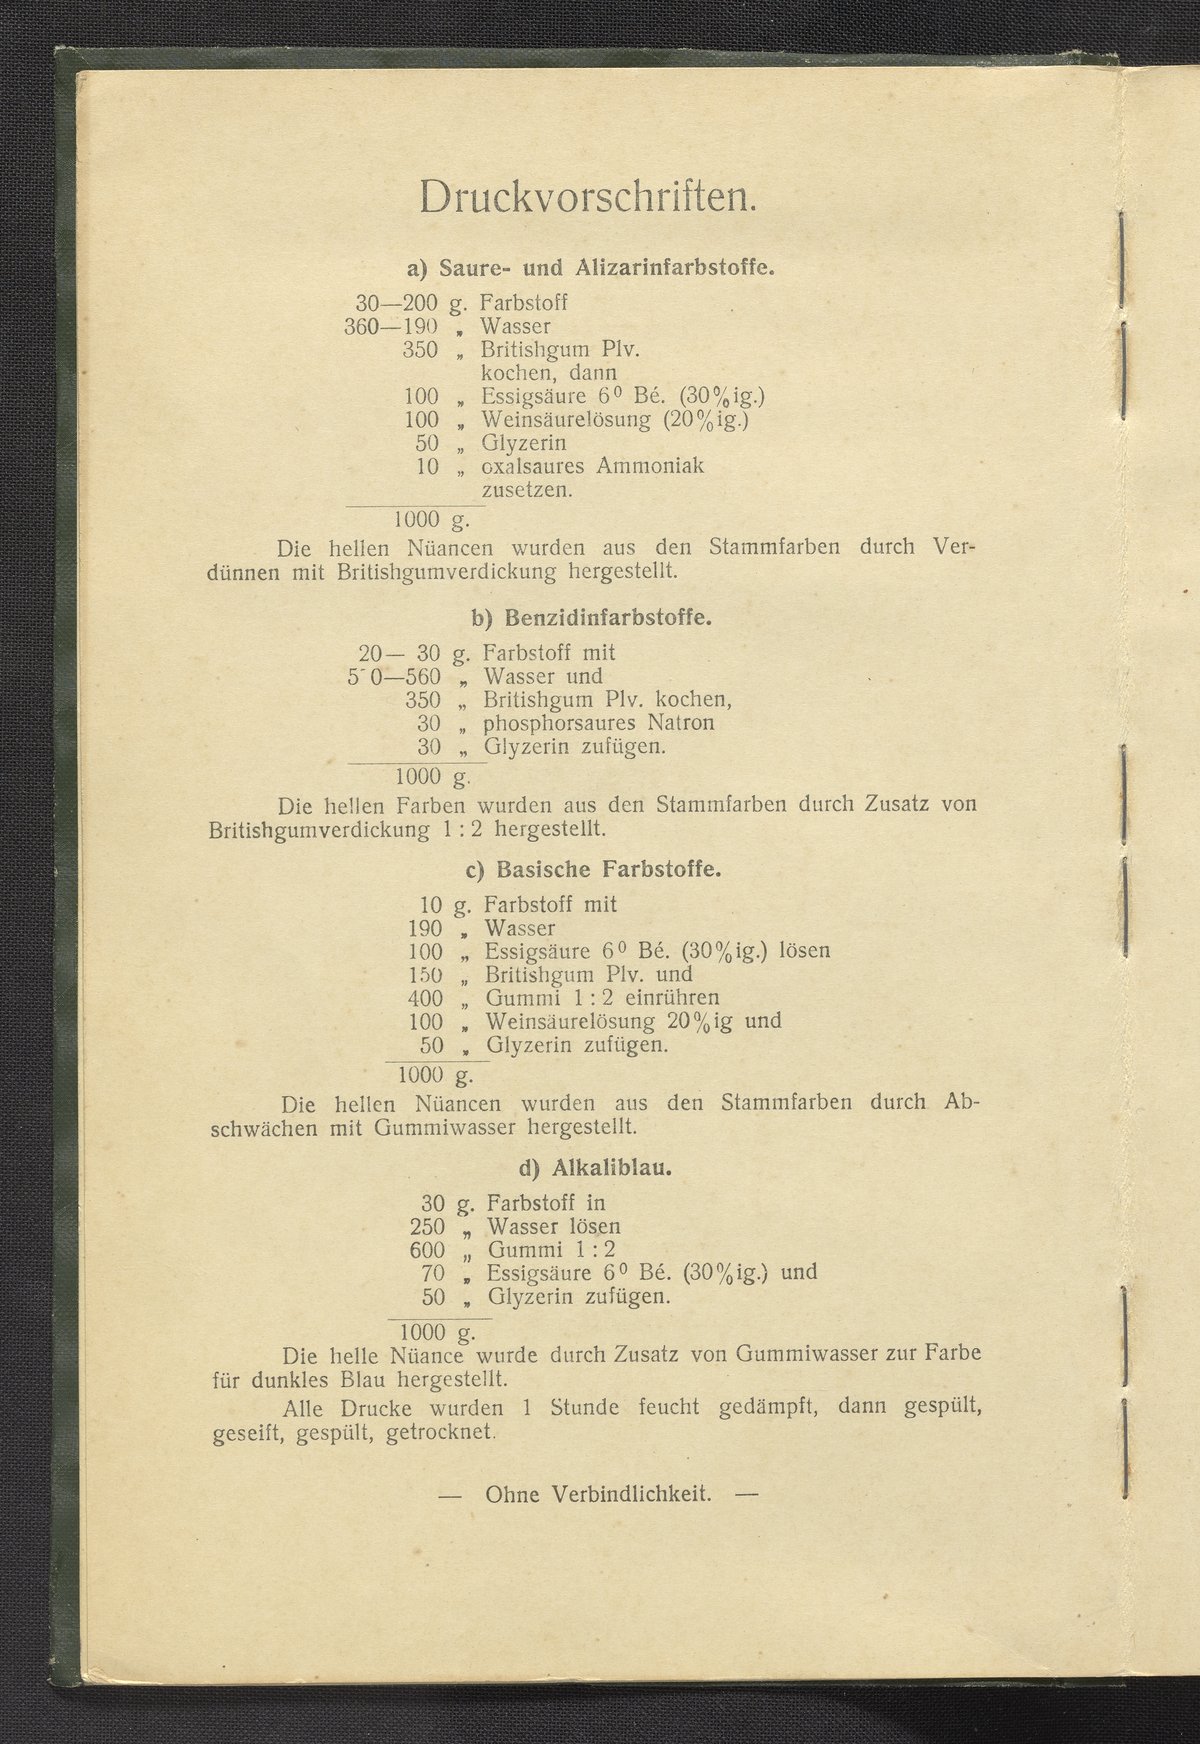 Druckvorschriften.
a) Saure- und Alizarinfarbstoffe.
30—200 g. Farbstoff
360—190 „ Wasser
350 „ Britishgum Plv.
kochen, dann
100 „ Essigsäure 6⁰ Bé. (30%ig.)
100 „ Weinsäurelösung (20%ig.)
50 „ Glyzerin
10 „ oxalsaures Ammoniak
zusetzen.
1000 g.
Die hellen Nüancen wurden aus den Stammfarben durch Ver-
dünnen mit Britishgumverdickung hergestellt.
b) Benzidinfarbstoffe.
20— 30 g. Farbstoff mit
5 0—560 „ Wasser und
350 „ Britishgum Plv. kochen,
30 „ phosphorsaures Natron
30 „ Glyzerin zufügen.
1000 g.
Die hellen Farben wurden aus den Stammfarben durch Zusatz von
Britishgumverdickung 1 : 2 hergestellt.
c) Basische Farbstoffe.
10 g. Farbstoff mit
190 „ Wasser
100 „ Essigsäure 6⁰ Bé. (30%ig.) lösen
150 „ Britishgum Plv. und
400 „ Gummi 1 : 2 einrühren
100 „ Weinsäurelösung 20%ig und
50 „ Glyzerin zufügen.
1000 g.
Die hellen Nüancen wurden aus den Stammfarben durch Ab-
schwächen mit Gummiwasser hergestellt.
d) Alkaliblau.
30 g. Farbstoff in
250 „ Wasser lösen
600 „ Gummi 1 : 2
70 „ Essigsäure 6⁰ Bé. (30%ig.) und
50 „ Glyzerin zufügen.
1000 g.
Die helle Nüance wurde durch Zusatz von Gummiwasser zur Farbe
für dunkles Blau hergestellt.
Alle Drucke wurden 1 Stunde feucht gedämpft, dann gespült,
geseift, gespült, getrocknet.
— Ohne Verbindlichkeit. —